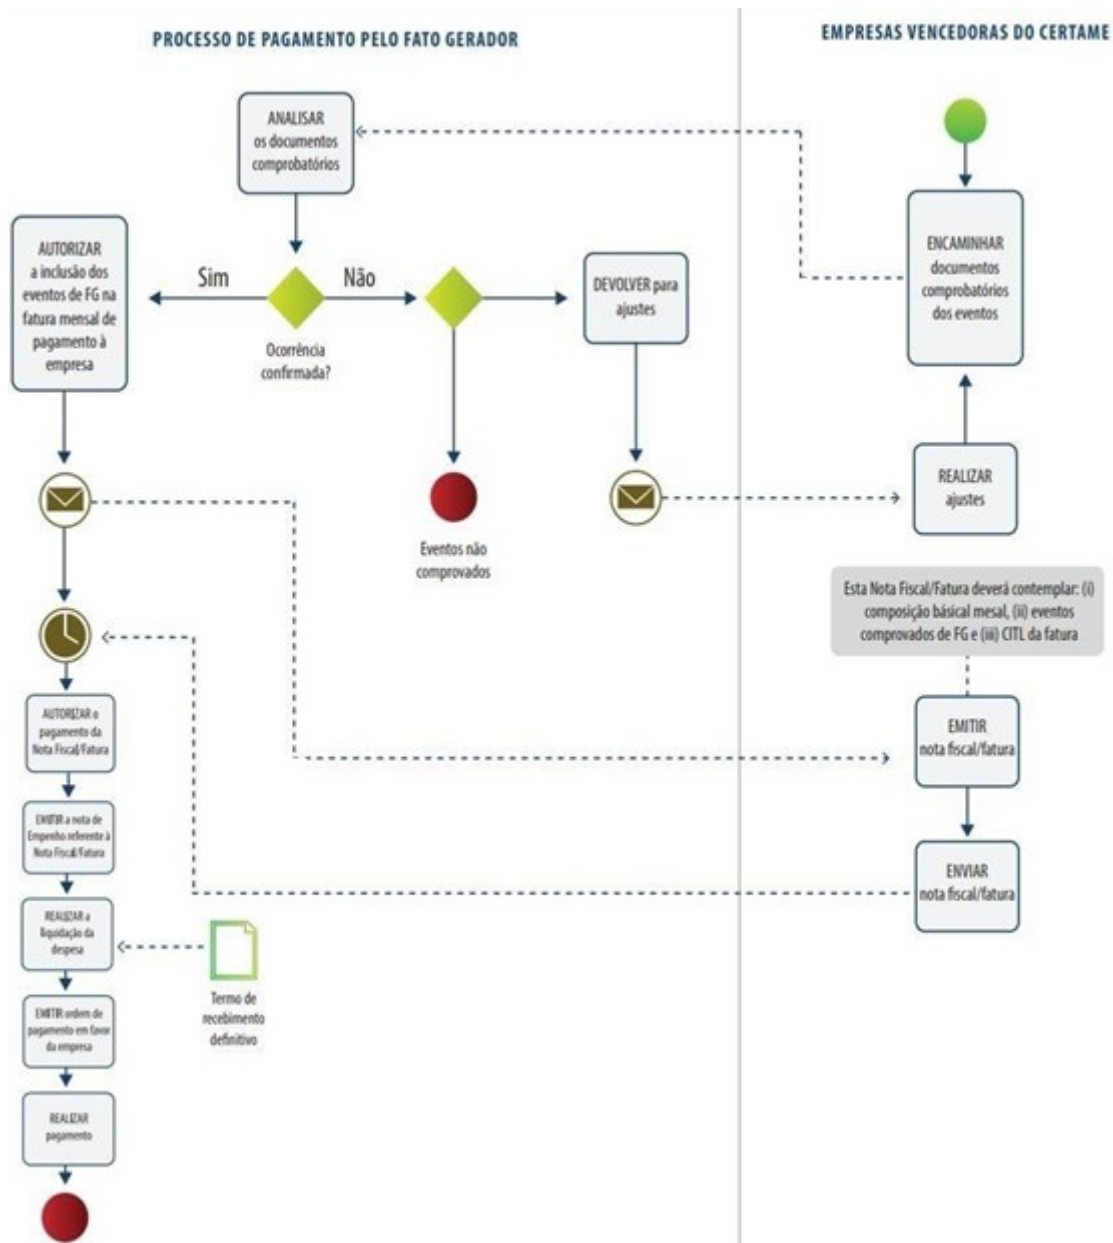 PROCESSO DE PAGAMENTO PELO FATO GERADOR
EMPRESAS VENCEDORAS DO CERTAME
ANALISAR
os documentos
comprobatórios
AUTORIZAR
a inclusão dos
eventos de FG na
fatura mensal de
pagamento à
empresa
Sim
Não
Ocorrência
confirmada?
DEVOLVER para
ajustes
ENCAMINHAR
documentos
comprobatórios
dos eventos
Eventos não
comprovados
REALIZAR
ajustes
Esta Nota Fiscal/Fatura deverá contemplar: (i)
composição básical mesal, (ii) eventos
comprovados de FG e (iii) CITL da fatura
EMITIR
nota fiscal/fatura
ENVIAR
nota fiscal/fatura
AUTORIZAR o
pagamento da
Nota Fiscal/Fatura
EMITIR a nota de
Empenho referente à
Nota Fiscal/Fatura
REALIZAR a
liquidação da
despesa
Termo de
recebimento
definitivo
EMITIR ordem de
pagamento em favor
da empresa
REALIZAR
pagamento